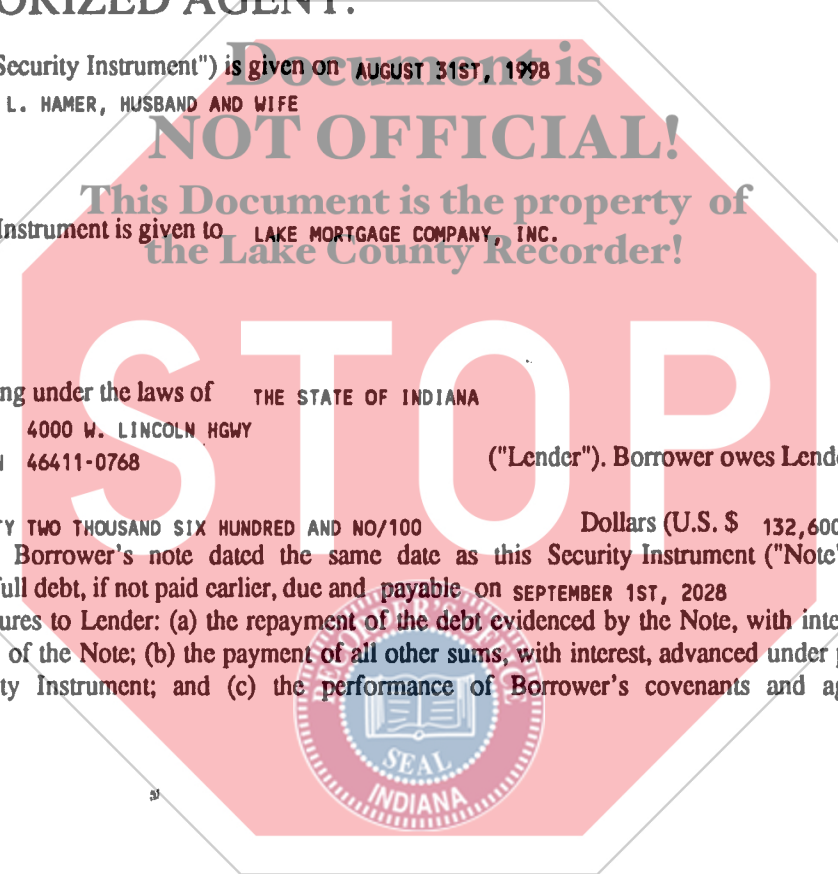 ORIZED AGENT.
Document is
Security Instrument") is given on AUGUST 31ST, 1998
L. HAMER, HUSBAND AND WIFE
NOT OFFICIAL!
This Document is the property of
Instrument is given to LAKE MORTGAGE COMPANY, INC.
the Lake County Recorder!
STOP
ng under the laws of THE STATE OF INDIANA
4000 W. LINCOLN HGWY
46411-0768 ("Lender"). Borrower owes Lende
TY TWO THOUSAND SIX HUNDRED AND NO/100 Dollars (U.S. $ 132,600
Borrower's note dated the same date as this Security Instrument ("Note"
full debt, if not paid earlier, due and payable on SEPTEMBER 1ST, 2028
ures to Lender: (a) the repayment of the debt evidenced by the Note, with inte
of the Note; (b) the payment of all other sums, with interest, advanced under p
ty Instrument; and (c) the performance of Borrower's covenants and ag
RECORDER'S OFFICE
SEAL
INDIANA